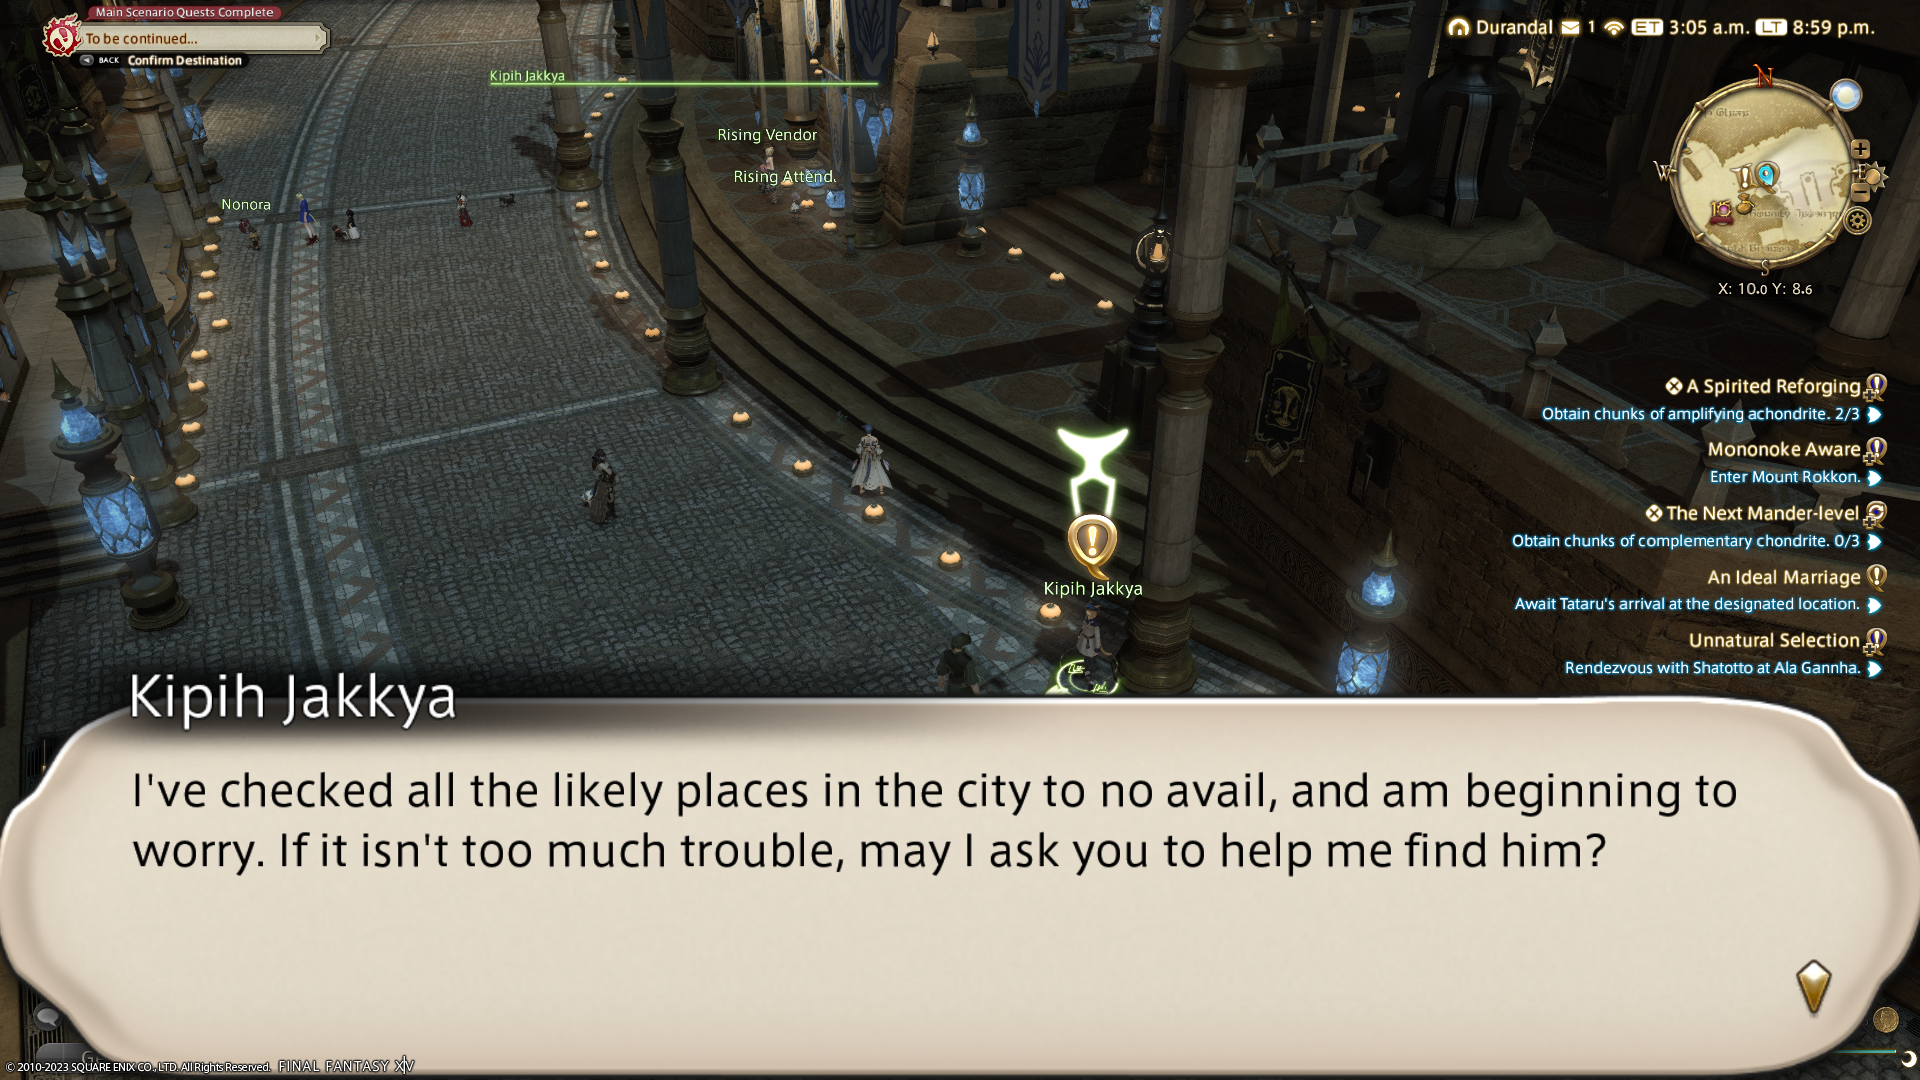 Main Scenario Quests Complete
To be continued...
BACK Confirm Destination
Durandal 1 ET 3:05 a.m. LT 8:59 p.m.
Kipih Jakkya
Rising Vendor
Rising Attend.
Nonora
N
W
S
15
X: 10.0 Y: 8.6
A Spirited Reforging
Obtain chunks of amplifying achondrite. 2/3
Mononoke Aware
Enter Mount Rokkon.
The Next Mander-level
Obtain chunks of complementary chondrite. 0/3
An Ideal Marriage
Await Tataru's arrival at the designated location.
Unnatural Selection
Rendezvous with Shatotto at Ala Gannha.
Kipih Jakkya
Kipih Jakkya
I've checked all the likely places in the city to no avail, and am beginning to
worry. If it isn't too much trouble, may I ask you to help me find him?
© 2010-2023 SQUARE ENIX CO., LTD. All Rights Reserved. FINAL FANTASY XIV